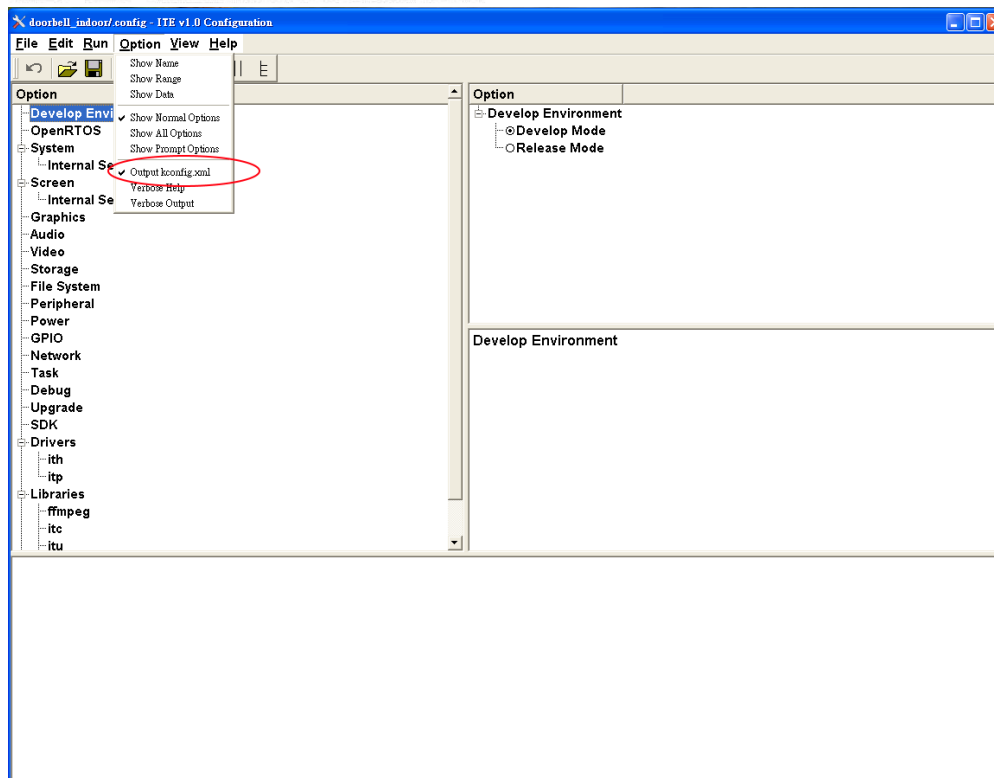 doorbell_indoor/.config - ITE v1.0 Configuration
File Edit Run Option View Help
Show Name
Show Range
Show Data
Show Normal Options
Show All Options
Show Prompt Options
Output kconfig.xml
Verbose Help
Verbose Output
Option
Develop Envi
OpenRTOS
System
Internal Se
Screen
Internal Se
Graphics
Audio
Video
Storage
File System
Peripheral
Power
GPIO
Network
Task
Debug
Upgrade
SDK
Drivers
ith
itp
Libraries
ffmpeg
itc
itu
Option
Develop Environment
Develop Mode
Release Mode
Develop Environment